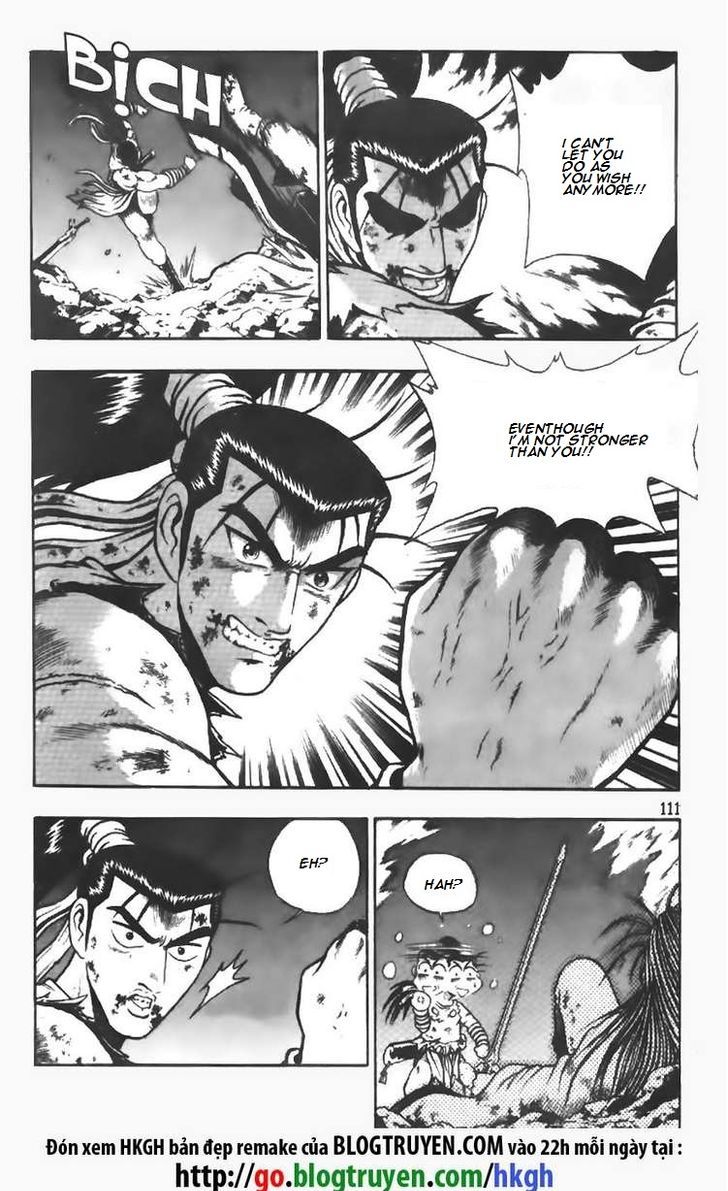 BỊCH
I CAN'T
LET YOU
DO AS
YOU WISH
ANYMORE!!
EVENTHOUGH
I'M NOT STRONGER
THAN YOU!!
111
EH?
HAH?
Đón xem HKGH bản đẹp remake của BLOGTRUYEN.COM vào 22h mỗi ngày tại :
http://go.blogtruyen.com/hkgh